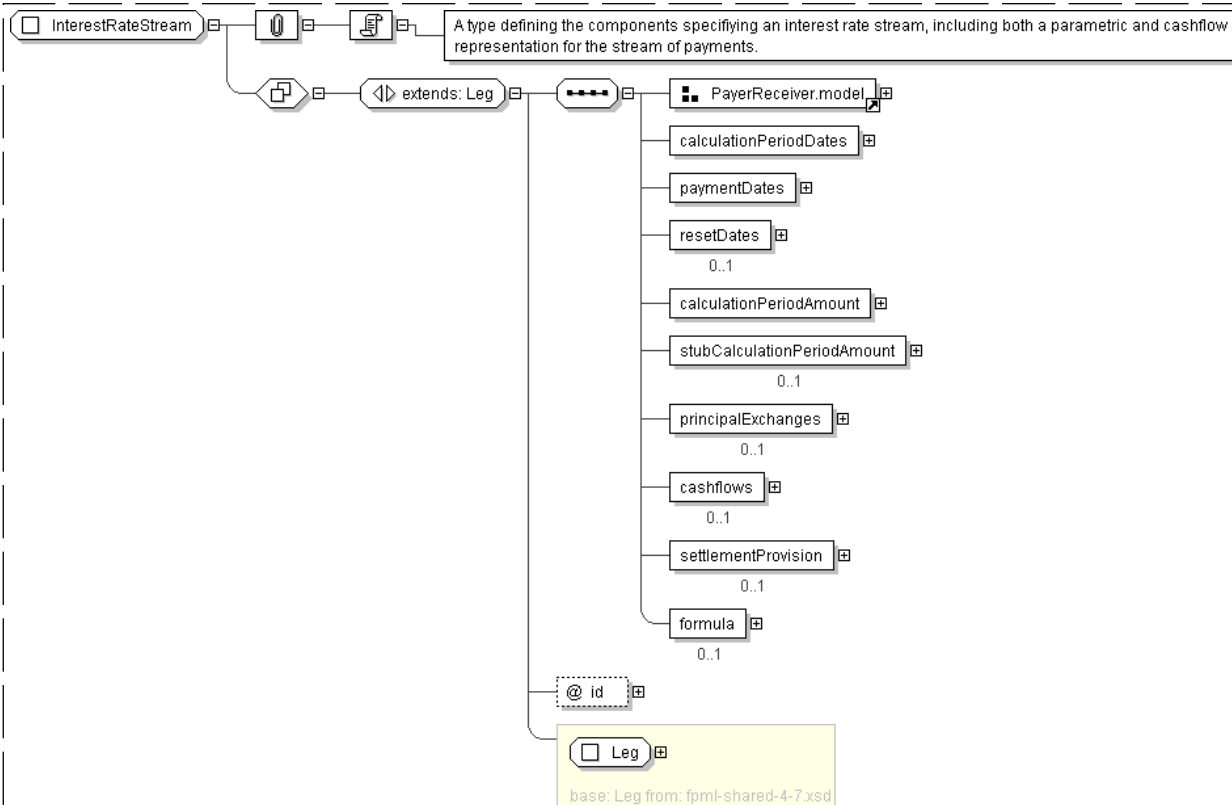 InterestRateStream
A type defining the components specifiying an interest rate stream, including both a parametric and cashflow
representation for the stream of payments.
extends: Leg
PayerReceiver.model
calculationPeriodDates
paymentDates
resetDates
0..1
calculationPeriodAmount
stubCalculationPeriodAmount
0..1
principalExchanges
0..1
cashflows
0..1
settlementProvision
0..1
formula
0..1
@ id
Leg
base: Leg from: fpml-shared-4-7.xsd